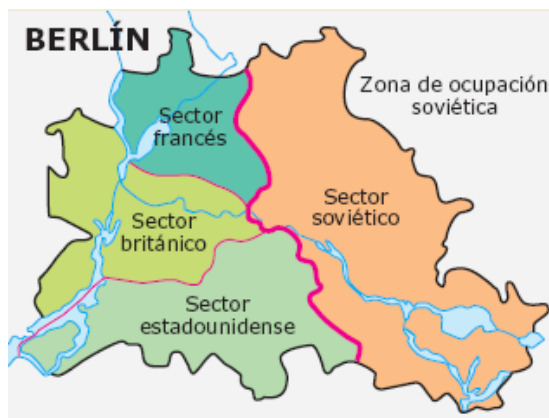 BERLÍN
Zona de ocupación
soviética
Sector
francés
Sector
soviético
Sector
británico
Sector
estadounidense